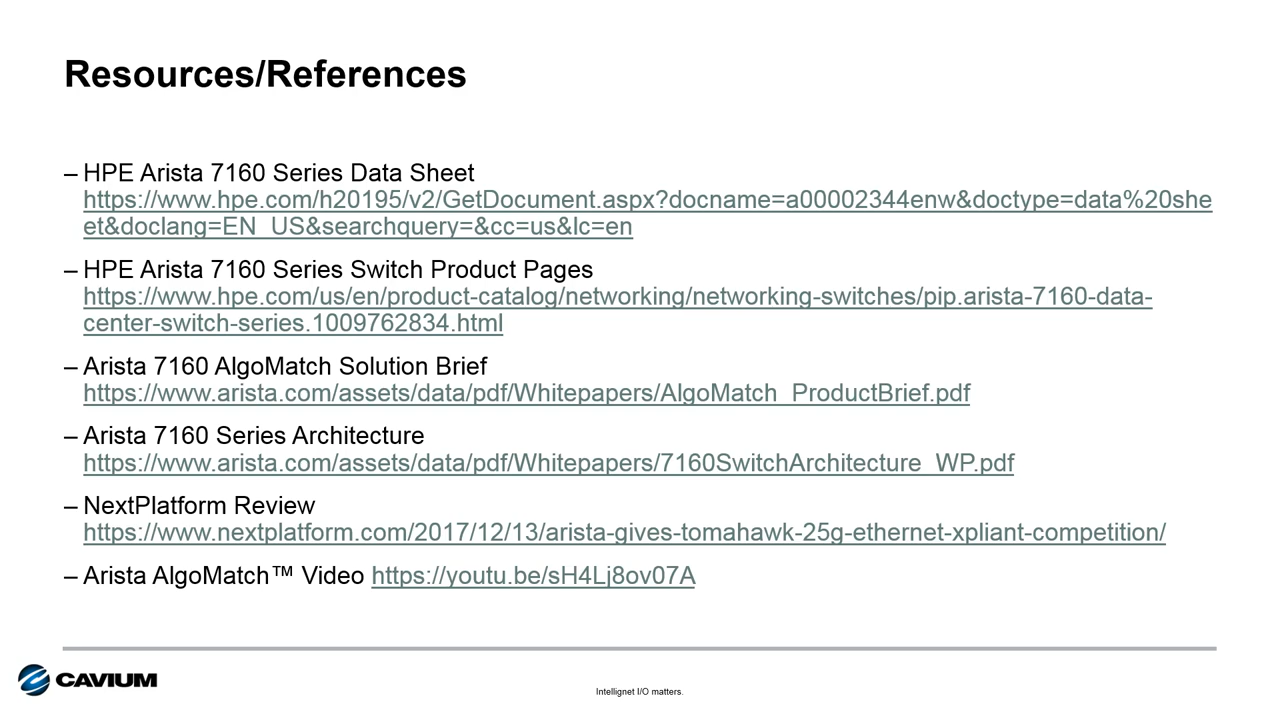 Resources/References
– HPE Arista 7160 Series Data Sheet
https://www.hpe.com/h20195/v2/GetDocument.aspx?docname=a00002344enw&doctype=data%20she
et&doclang=EN_US&searchquery=&cc=us&lc=en
– HPE Arista 7160 Series Switch Product Pages
https://www.hpe.com/us/en/product-catalog/networking/networking-switches/pip.arista-7160-data-
center-switch-series.1009762834.html
– Arista 7160 AlgoMatch Solution Brief
https://www.arista.com/assets/data/pdf/Whitepapers/AlgoMatch_ProductBrief.pdf
– Arista 7160 Series Architecture
https://www.arista.com/assets/data/pdf/Whitepapers/7160SwitchArchitecture_WP.pdf
– NextPlatform Review
https://www.nextplatform.com/2017/12/13/arista-gives-tomahawk-25g-ethernet-xpliant-competition/
– Arista AlgoMatch™ Video https://youtu.be/sH4Lj8ov07A
CAVIUM
Intellignet I/O matters.